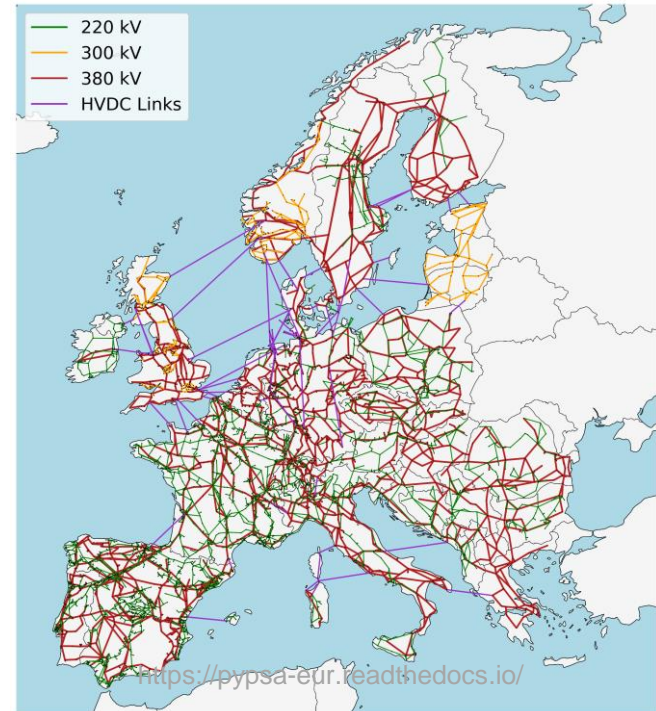 220 kV
300 kV
380 kV
HVDC Links
https://pypsa-eur.readthedocs.io/